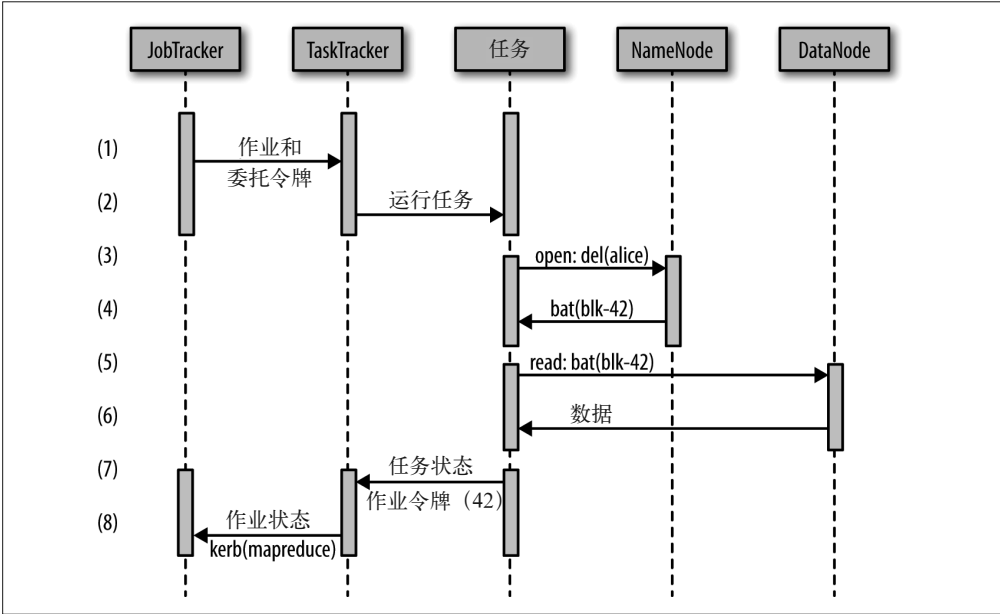 JobTracker
TaskTracker
任务
NameNode
DataNode
(1)
作业和
委托令牌
(2)
运行任务
(3)
open: del(alice)
(4)
bat(blk-42)
(5)
read: bat(blk-42)
(6)
数据
(7)
任务状态
作业令牌（42）
(8)
作业状态
kerb(mapreduce)